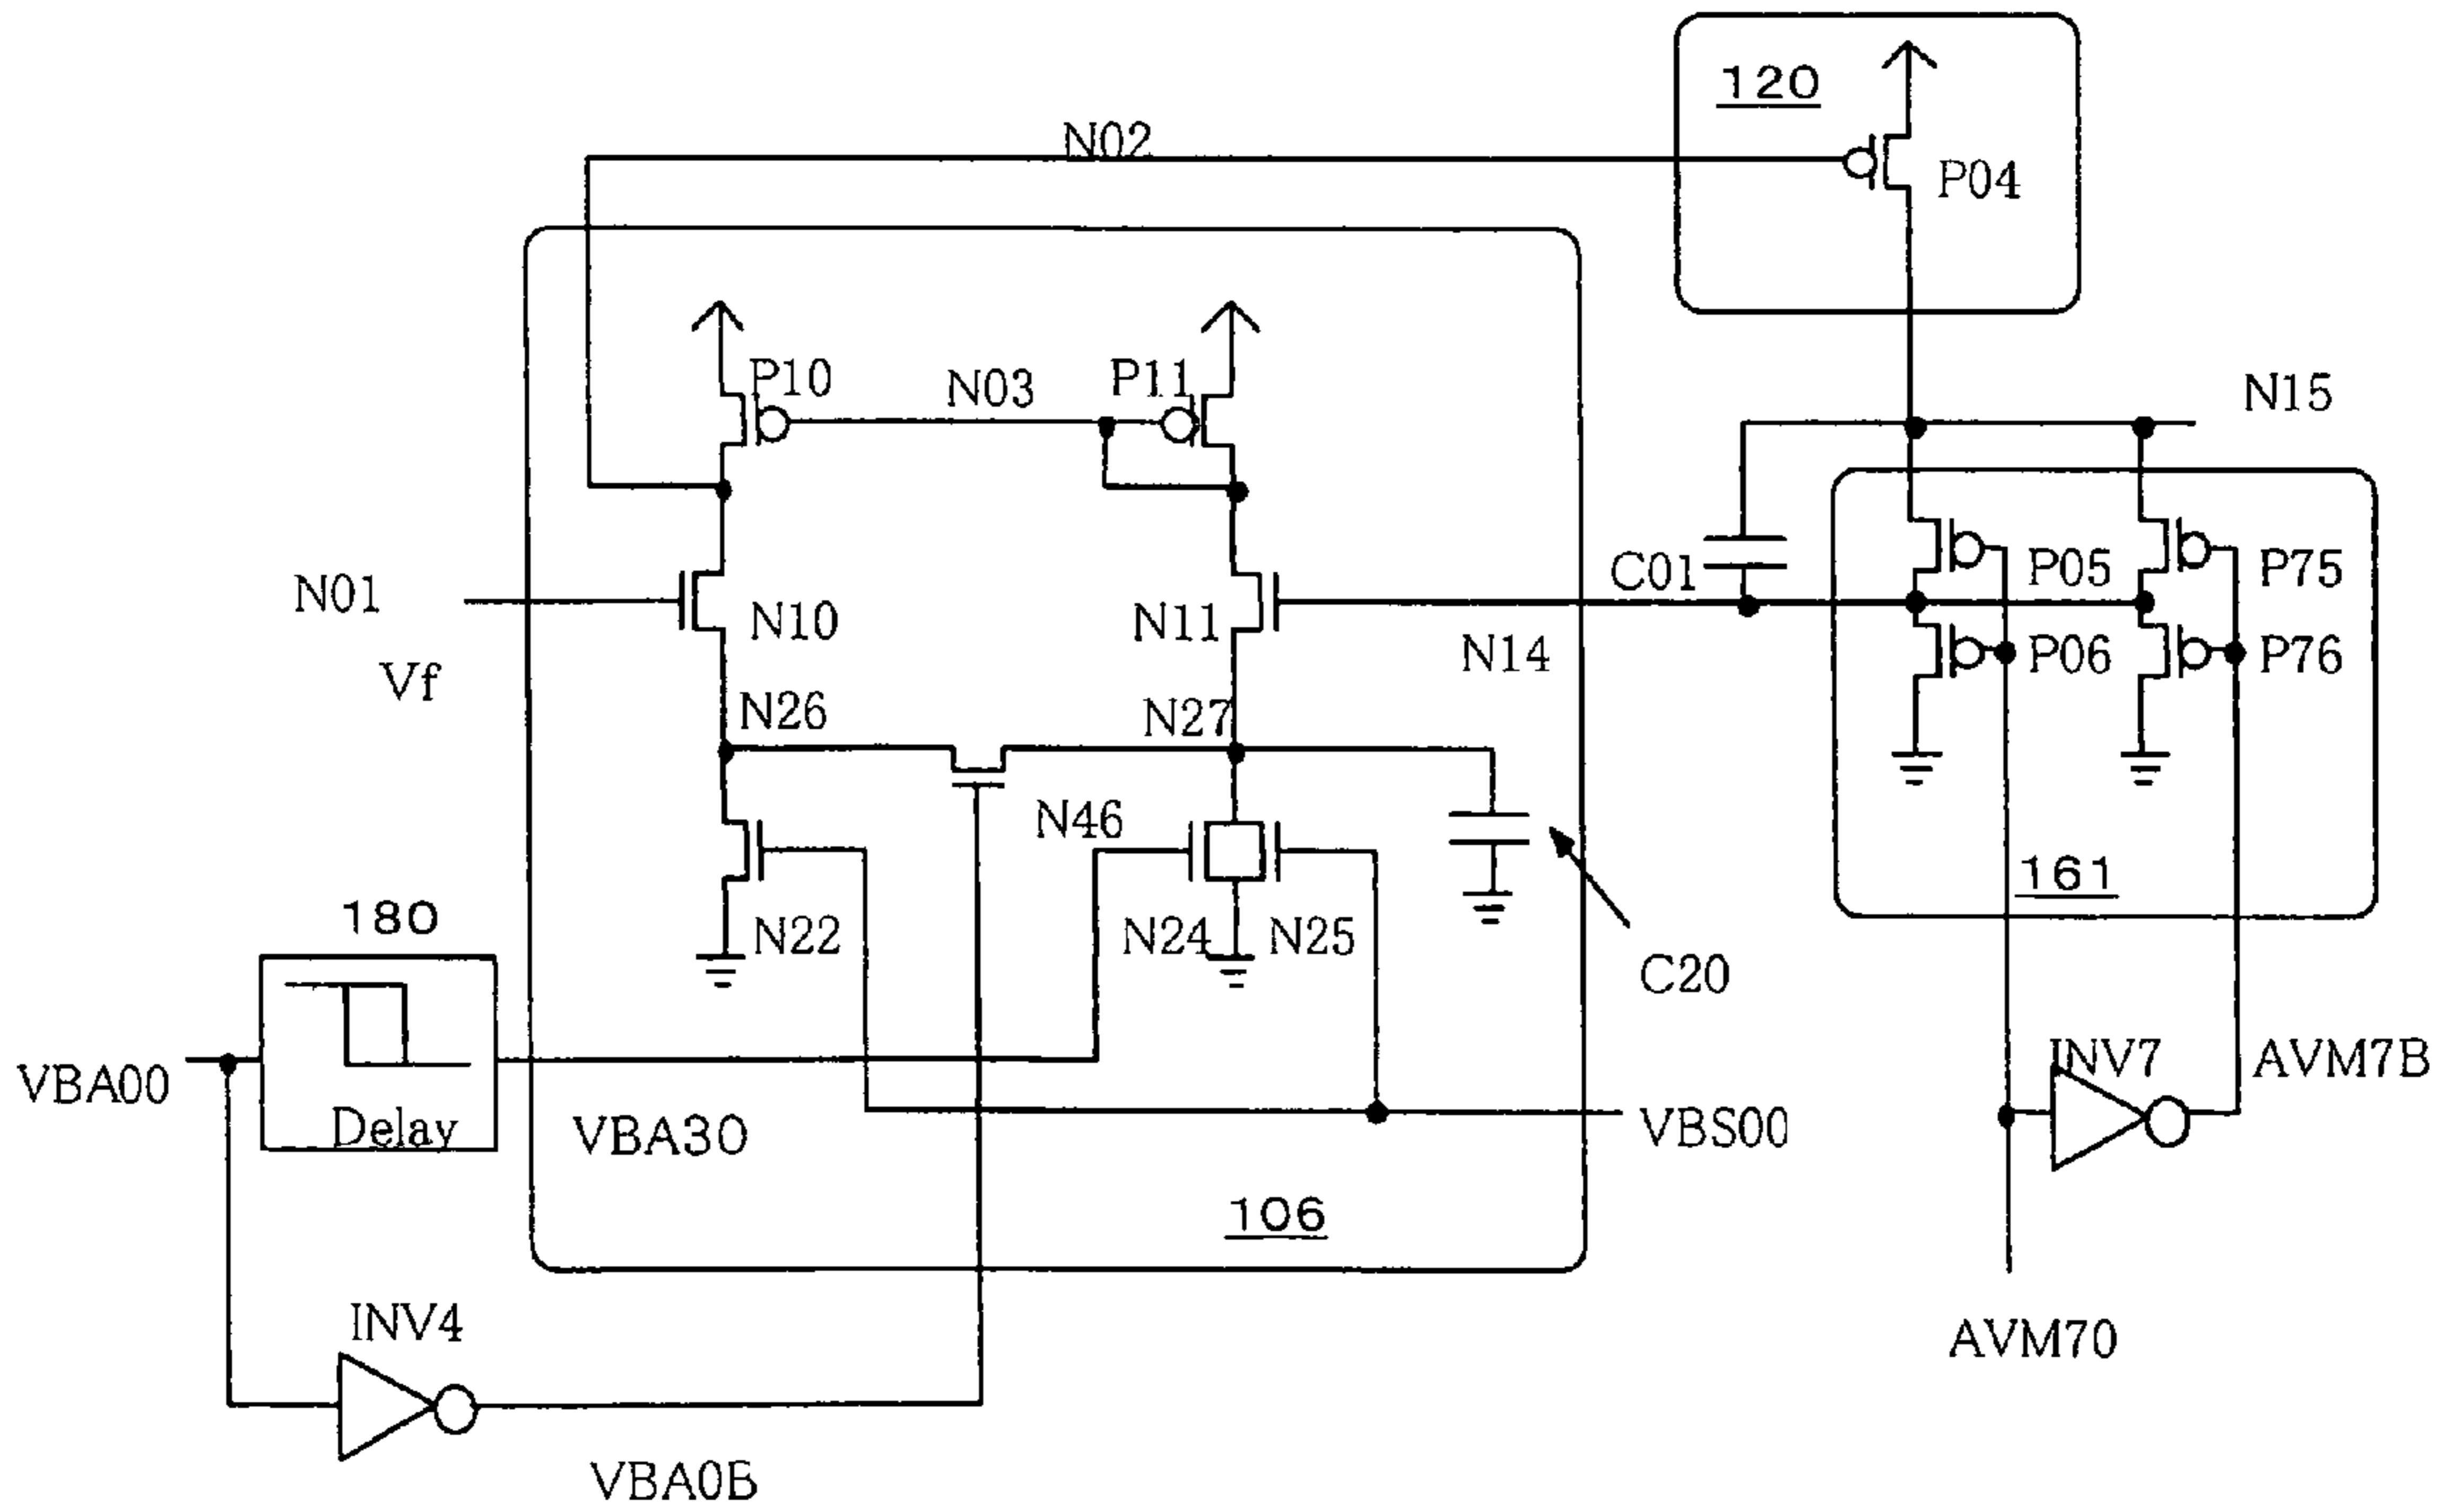 120
N02
P04
P10
N03
P11
N15
C01
P05
P75
N01
N10
N11
N14
P06
P76
Vf
N26
N27
N46
161
180
N22
N24
N25
C20
VBA00
Delay
VBA30
VBS00
INV7
AVM7B
106
INV4
AVM70
VBA0B